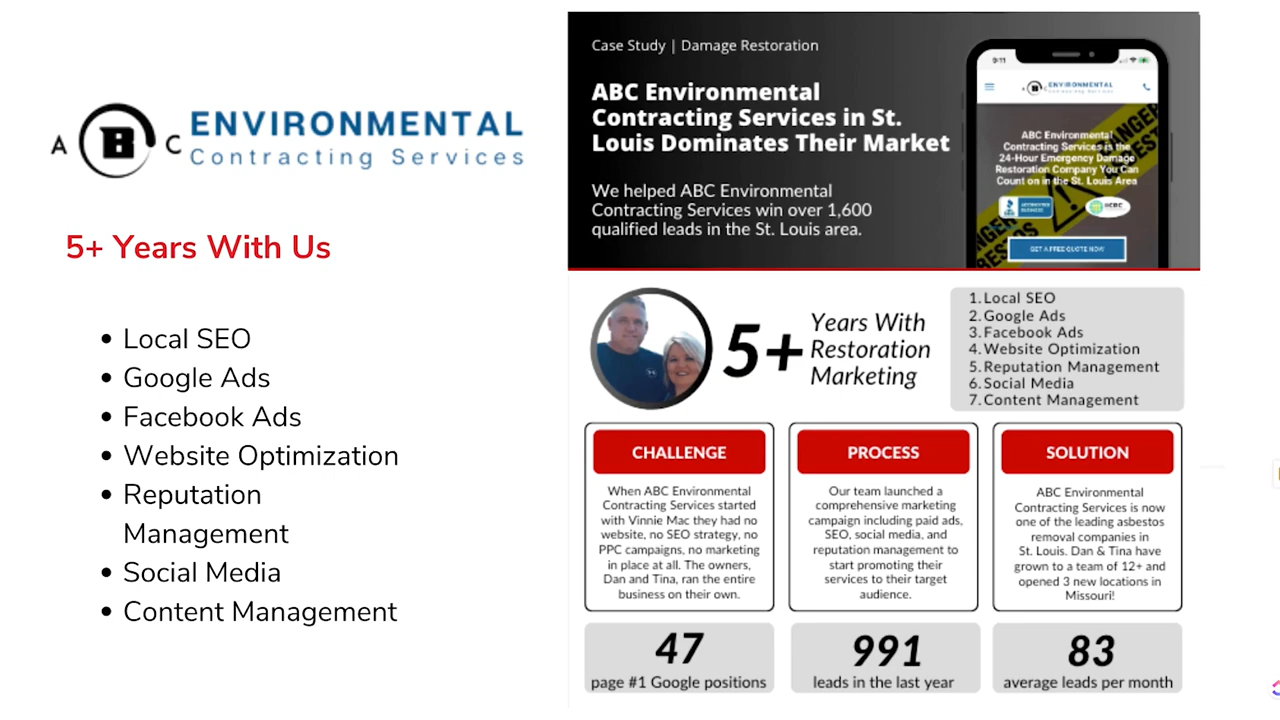 A B C ENVIRONMENTAL
Contracting Services
5+ Years With Us
• Local SEO
• Google Ads
• Facebook Ads
• Website Optimization
• Reputation
Management
• Social Media
• Content Management
Case Study | Damage Restoration
ABC Environmental
Contracting Services in St.
Louis Dominates Their Market
We helped ABC Environmental
Contracting Services win over 1,600
qualified leads in the St. Louis area.
9:11
ENVIRONMENTAL
Contracting Services
ABC Environmental
Contracting Services is the
24-Hour Emergency Damage
Restoration Company You Can
Count on in the St. Louis Area
ACCREDITED
BUSINESS
GET A FREE QUOTE NOW
5+
Years With
Restoration
Marketing
1. Local SEO
2. Google Ads
3. Facebook Ads
4. Website Optimization
5. Reputation Management
6. Social Media
7. Content Management
CHALLENGE
When ABC Environmental
Contracting Services started
with Vinnie Mac they had no
website, no SEO strategy, no
PPC campaigns, no marketing
in place at all. The owners,
Dan and Tina, ran the entire
business on their own.
PROCESS
Our team launched a
comprehensive marketing
campaign including paid ads,
SEO, social media, and
reputation management to
start promoting their
services to their target
audience.
SOLUTION
ABC Environmental
Contracting Services is now
one of the leading asbestos
removal companies in
St. Louis. Dan & Tina have
grown to a team of 12+ and
opened 3 new locations in
Missouri!
47
page #1 Google positions
991
leads in the last year
83
average leads per month